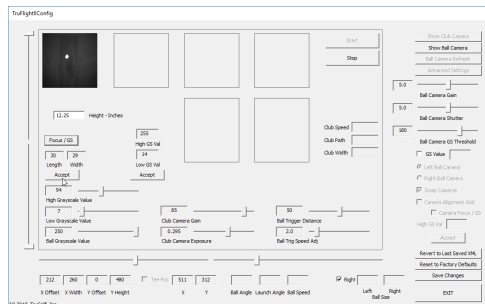 TruFlightIIConfig
Start
Stop
Show Club Camera
Show Ball Camera
Ball Camera Refresh
Advanced Settings
5.0
Ball Camera Gain
5.0
Ball Camera Shutter
180
Ball Camera GS Threshold
GS Value
Left Ball Camera
Right Ball Camera
Swap Cameras
Camera Alignment Grid
Camera Focus / GS
High GS Val
Accept
Revert to Last Saved XML
Revert to Factory Defaults
Save Changes
EXIT
12.25 Height - Inches
Focus / GS
255
High GS Val
30 29
14
Length Width
Low GS Val
Accept
Accept
Club Speed
Club Path
Club Width
94
High Grayscale Value
7
Low Grayscale Value
85
Club Camera Gain
50
Ball Trigger Distance
250
Ball Grayscale Value
0.295
Club Camera Exposure
2.0
Ball Trig Speed Adj
212 260 0 480 Tee Pos 511 312 Right
X Offset X Width Y Offset Y Height X Y Ball Angle Launch Angle Ball Speed
Left Right
Ball Size